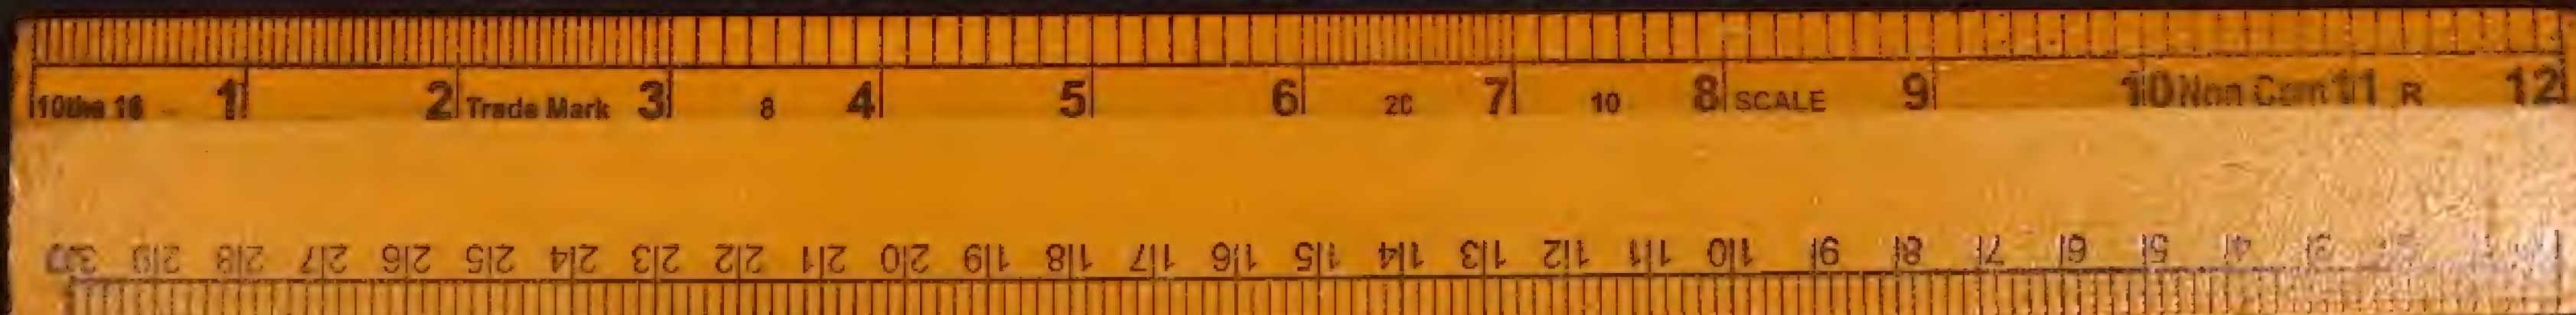 10ths 16 1 2 Trade Mark 3 8 4 5 6 20 7 10 8 SCALE 9 10 Non Com 11 R 12
30 29 28 27 26 25 24 23 22 21 20 19 18 17 16 15 14 13 12 11 10 9 8 7 6 5 4 3 2 1